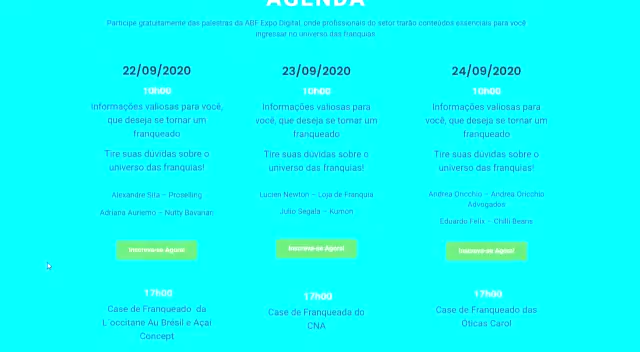 AGENDA
Participe gratuitamente das palestras da ABF Expo Digital, onde profissionais do setor trarão conteúdos essenciais para você
ingressar no universo das franquias.
22/09/2020
10h00
Informações valiosas para você,
que deseja se tornar um
franqueado
Tire suas dúvidas sobre o
universo das franquias!
Alexandre Sita – Proselling
Adriana Auriemo – Nutty Bavarian
Inscreva-se Agora!
17h00
Case de Franqueado da
L'occitane Au Brésil e Açaí
Concept
23/09/2020
10h00
Informações valiosas para
você, que deseja se tornar um
franqueado
Tire suas dúvidas sobre o
universo das franquias!
Lucien Newton – Loja de Franquia
Julio Segala – Kumon
Inscreva-se Agora!
17h00
Case de Franqueada do
CNA
24/09/2020
10h00
Informações valiosas para
você, que deseja se tornar um
franqueado
Tire suas dúvidas sobre o
universo das franquias!
Andrea Oricchio – Andrea Oricchio
Advogados
Eduardo Felix – Chilli Beans
Inscreva-se Agora!
17h00
Case de Franqueado das
Óticas Carol